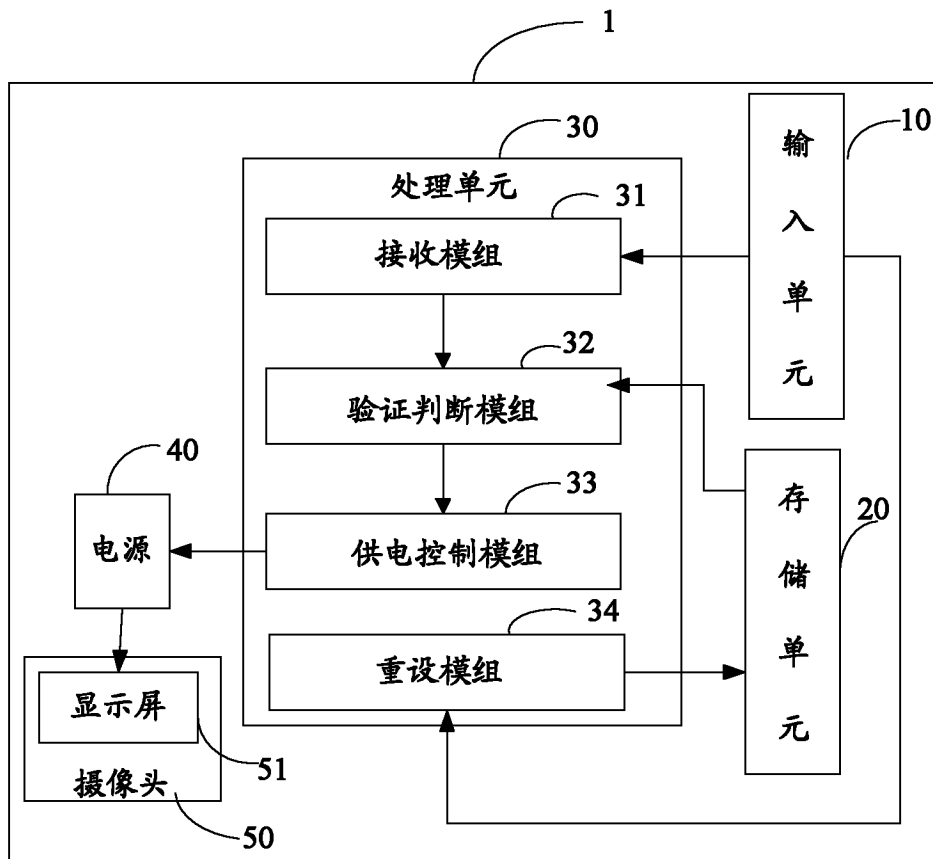 1
10
输入单元
30
处理单元
31
接收模组
32
验证判断模组
40
33
20
存储单元
电源
供电控制模组
34
重设模组
显示屏
51
摄像头
50